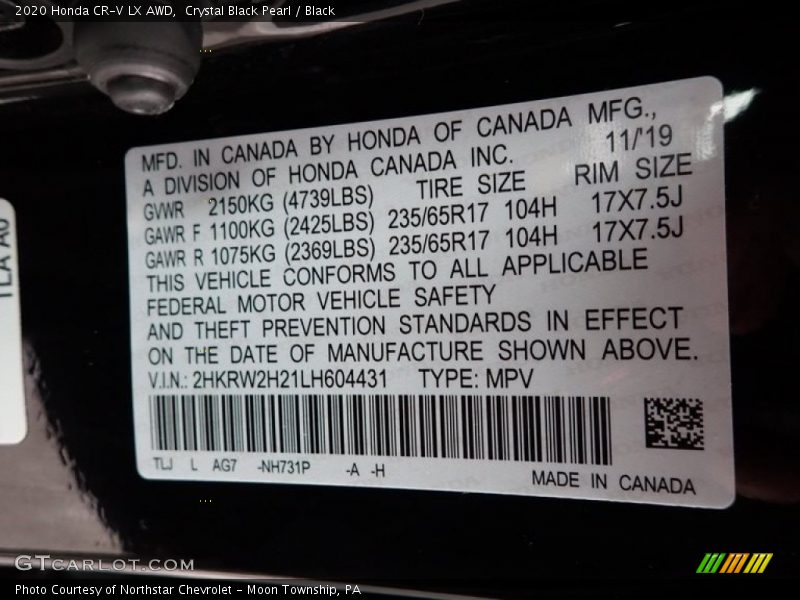 2020 Honda CR-V LX AWD,  Crystal Black Pearl / Black
MFD. IN CANADA BY HONDA OF CANADA MFG.,
A DIVISION OF HONDA CANADA INC. 11/19
GVWR 2150KG (4739LBS) TIRE SIZE RIM SIZE
GAWR F 1100KG (2425LBS) 235/65R17 104H 17X7.5J
GAWR R 1075KG (2369LBS) 235/65R17 104H 17X7.5J
THIS VEHICLE CONFORMS TO ALL APPLICABLE
FEDERAL MOTOR VEHICLE SAFETY
AND THEFT PREVENTION STANDARDS IN EFFECT
ON THE DATE OF MANUFACTURE SHOWN ABOVE.
V.I.N.: 2HKRW2H21LH604431 TYPE: MPV
TLJ L AG7 -NH731P -A -H
MADE IN CANADA
GTCARLOT.COM
Photo Courtesy of Northstar Chevrolet - Moon Township, PA